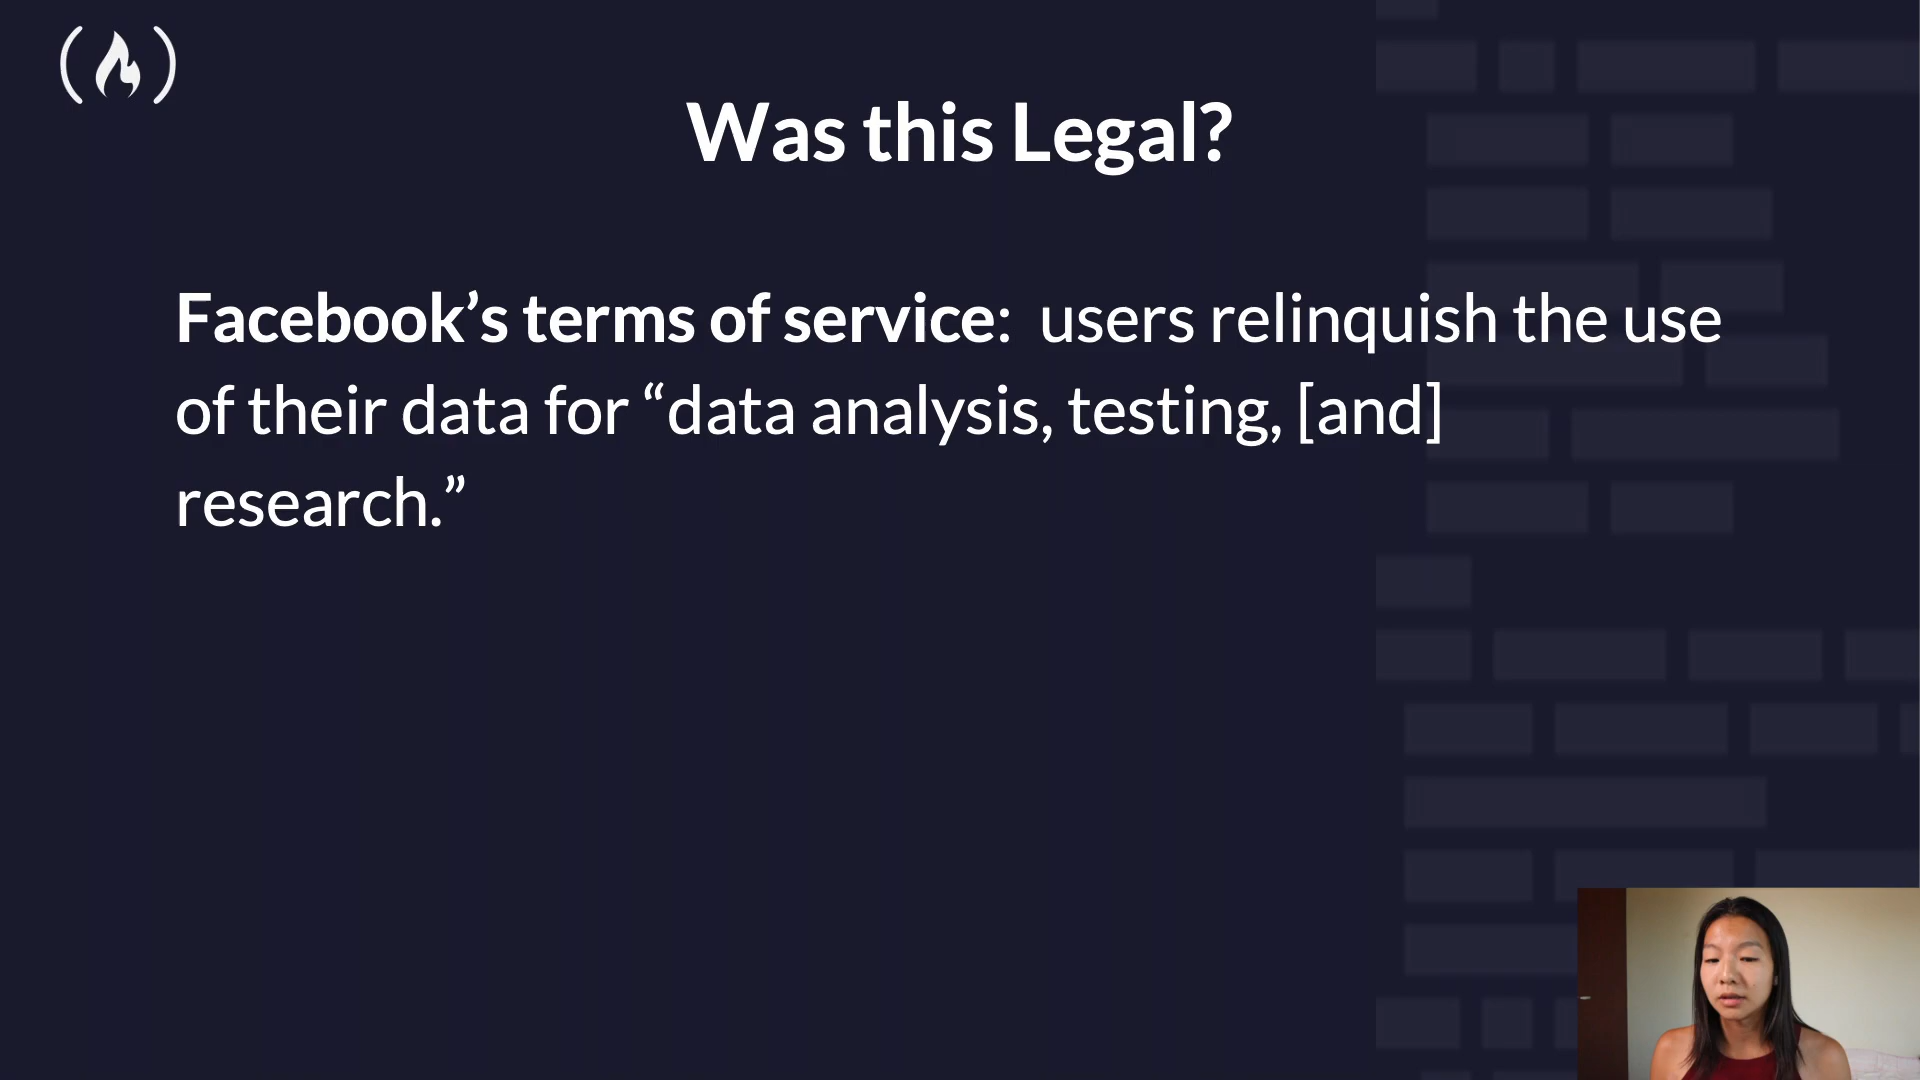 Was this Legal?
Facebook’s terms of service:  users relinquish the use
of their data for “data analysis, testing, [and]
research.”